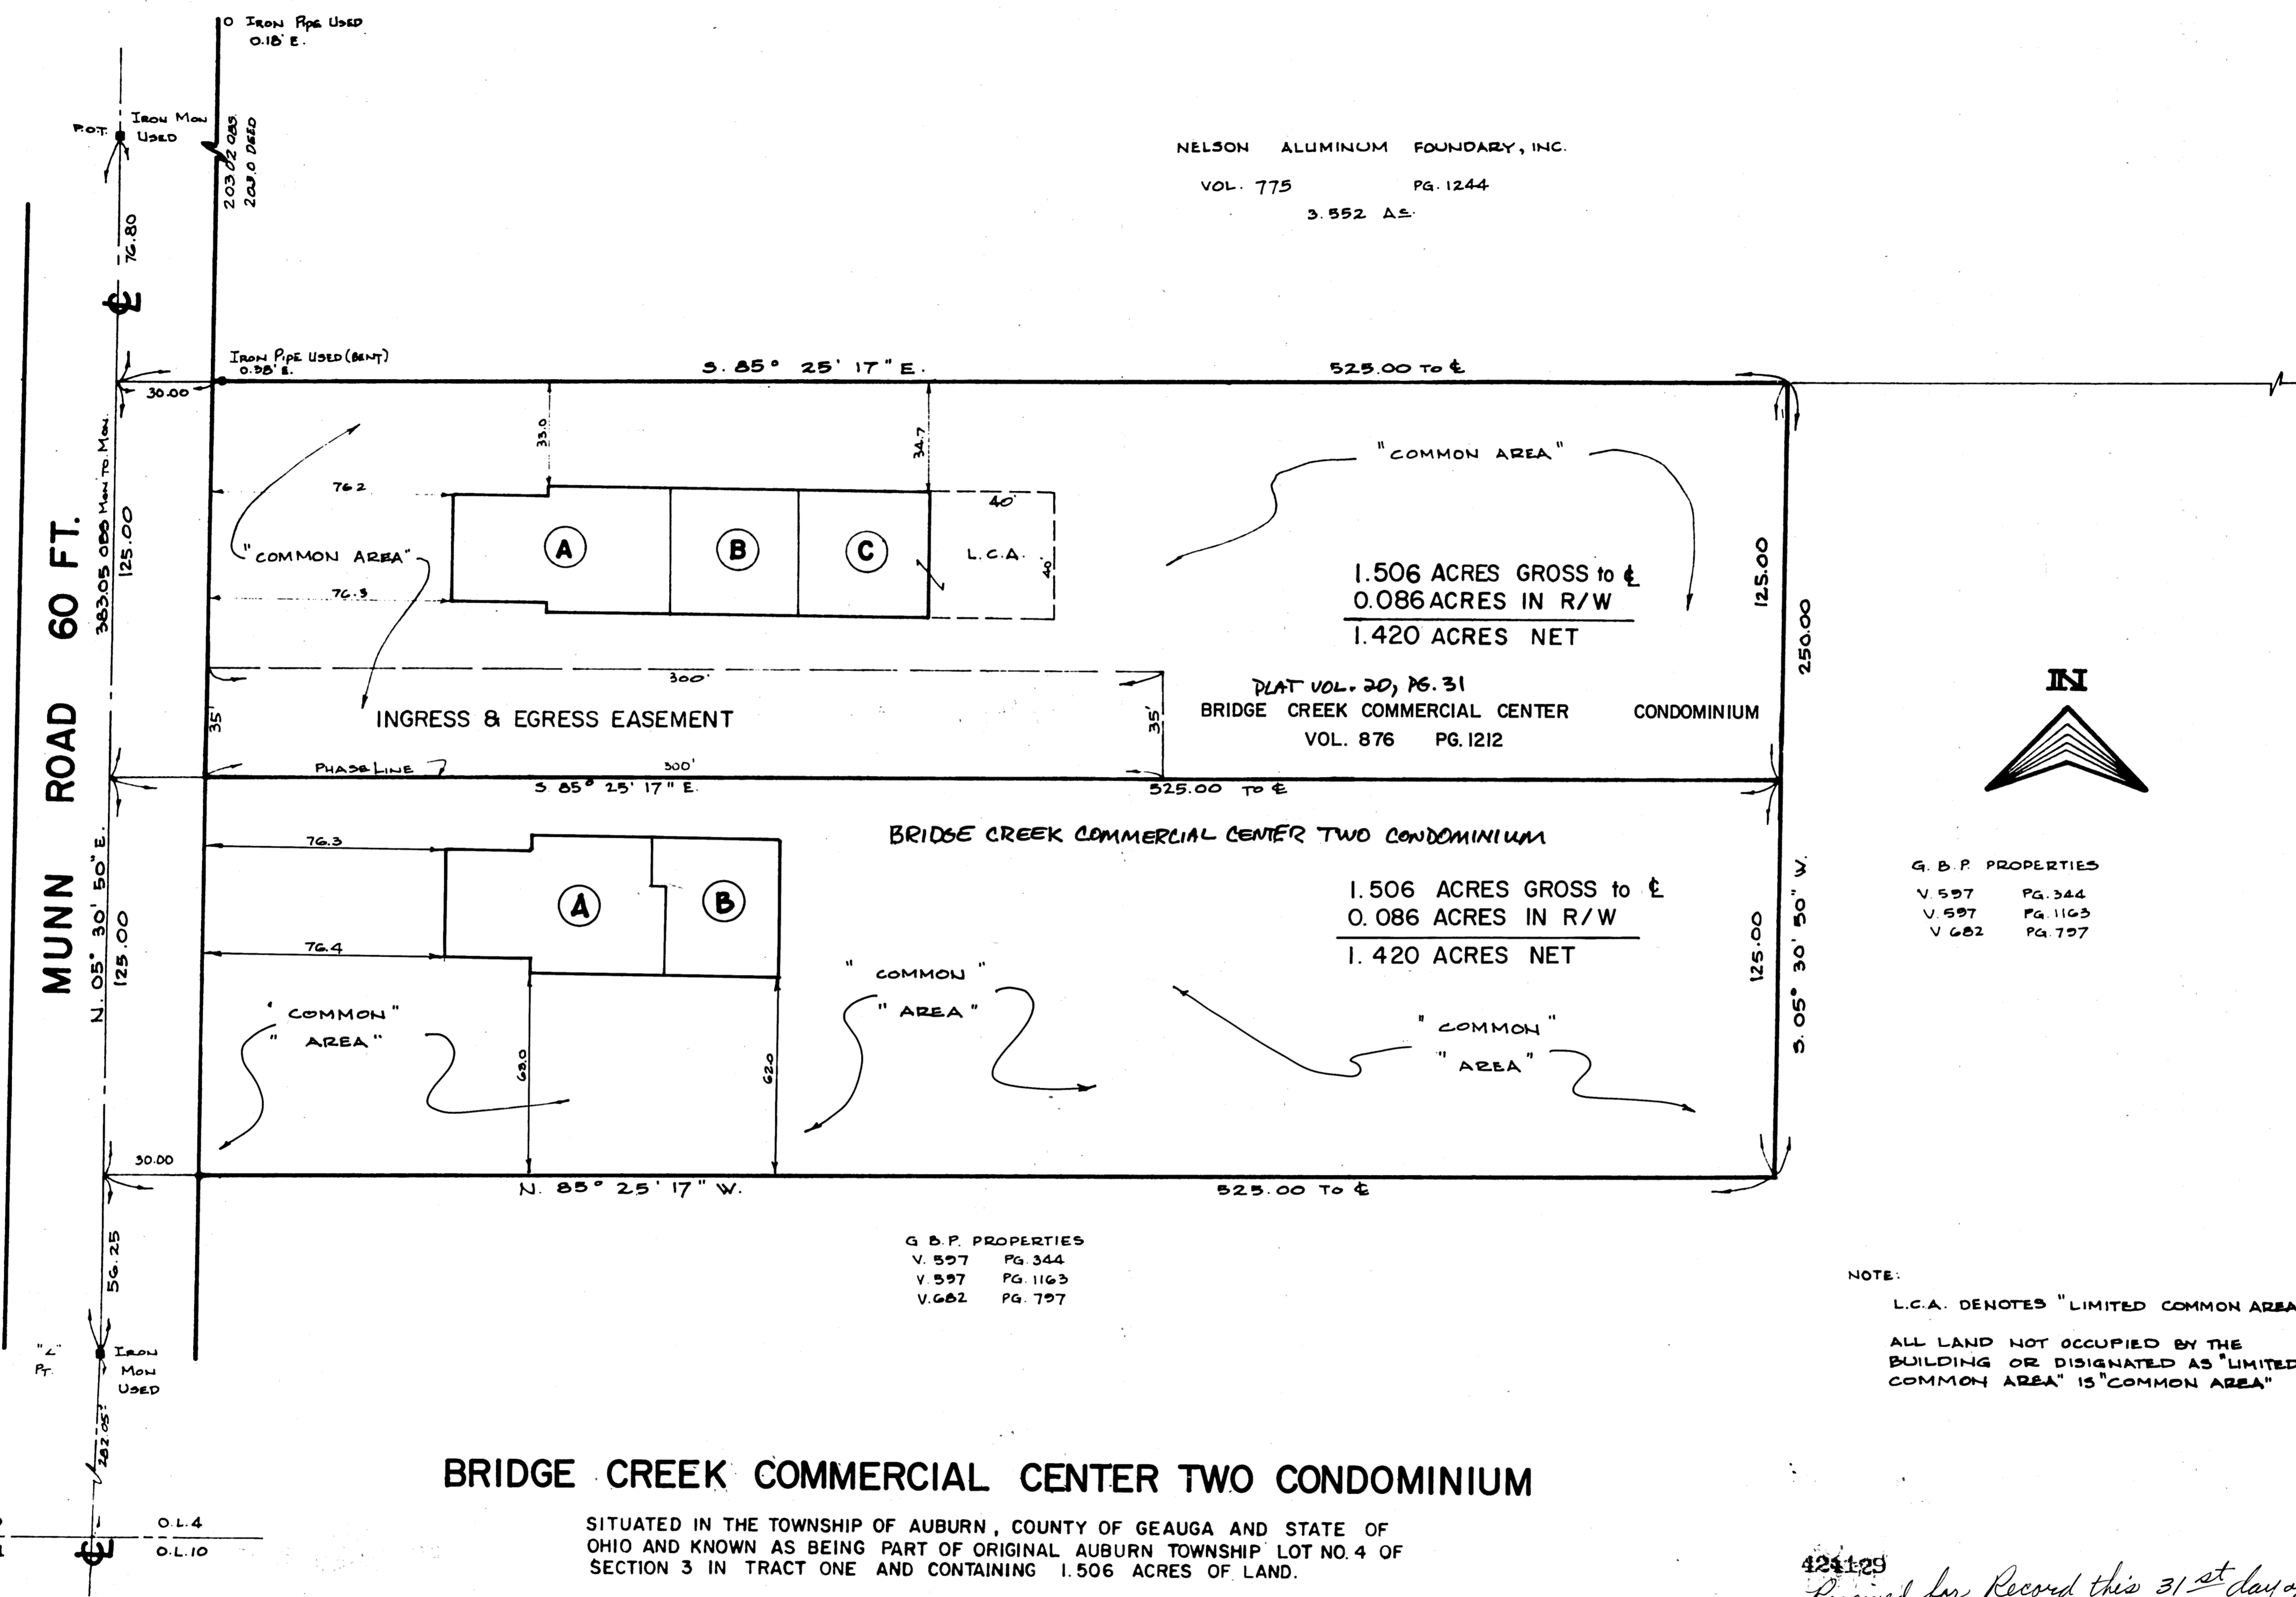 O IRON PIPE USED
0.18' E.
P.O.T.
IRON MON
USED
203.02 OBS.
203.0 DEED
76.80
℄
NELSON ALUMINUM FOUNDARY, INC.
VOL. 775 PG. 1244
3.552 Ac.
IRON PIPE USED (BENT)
0.38' E.
S. 85° 25' 17" E.
525.00 TO ℄
30.00
33.0
34.7
"COMMON AREA"
76.2
40'
A
B
C
L.C.A.
40'
"COMMON AREA"
76.3
383.05 OBS MON TO MON.
125.00
1.506 ACRES GROSS to ℄
0.086 ACRES IN R/W
1.420 ACRES NET
125.00
250.00
MUNN ROAD 60 FT.
300'
35'
INGRESS & EGRESS EASEMENT
35'
PLAT VOL. 20, PG. 31
BRIDGE CREEK COMMERCIAL CENTER CONDOMINIUM
VOL. 876 PG. 1212
N
PHASE LINE
300'
S. 85° 25' 17" E.
525.00 TO ℄
BRIDGE CREEK COMMERCIAL CENTER TWO CONDOMINIUM
76.3
A
B
76.4
N. 05° 30' 50" E.
125.00
1.506 ACRES GROSS to ℄
0.086 ACRES IN R/W
1.420 ACRES NET
125.00
S. 05° 30' 50" W.
G. B. P. PROPERTIES
V. 597 PG. 344
V. 597 PG. 1163
V 682 PG. 797
' COMMON "
" AREA "
" COMMON "
" AREA "
" COMMON "
" AREA "
62.0
30.00
N. 85° 25' 17" W.
525.00 TO ℄
56.25
G B.P. PROPERTIES
V. 597 PG. 344
V. 597 PG. 1163
V. 682 PG. 797
NOTE:
L.C.A. DENOTES "LIMITED COMMON AREA
ALL LAND NOT OCCUPIED BY THE
BUILDING OR DISIGNATED AS "LIMITED
COMMON AREA" IS "COMMON AREA"
"∠"
PT.
IRON
MON
USED
282.05'
BRIDGE CREEK COMMERCIAL CENTER TWO CONDOMINIUM
O.L. 4
O.L. 10
℄
SITUATED IN THE TOWNSHIP OF AUBURN, COUNTY OF GEAUGA AND STATE OF
OHIO AND KNOWN AS BEING PART OF ORIGINAL AUBURN TOWNSHIP LOT NO. 4 OF
SECTION 3 IN TRACT ONE AND CONTAINING 1.506 ACRES OF LAND.
424129
for Record this 31st day